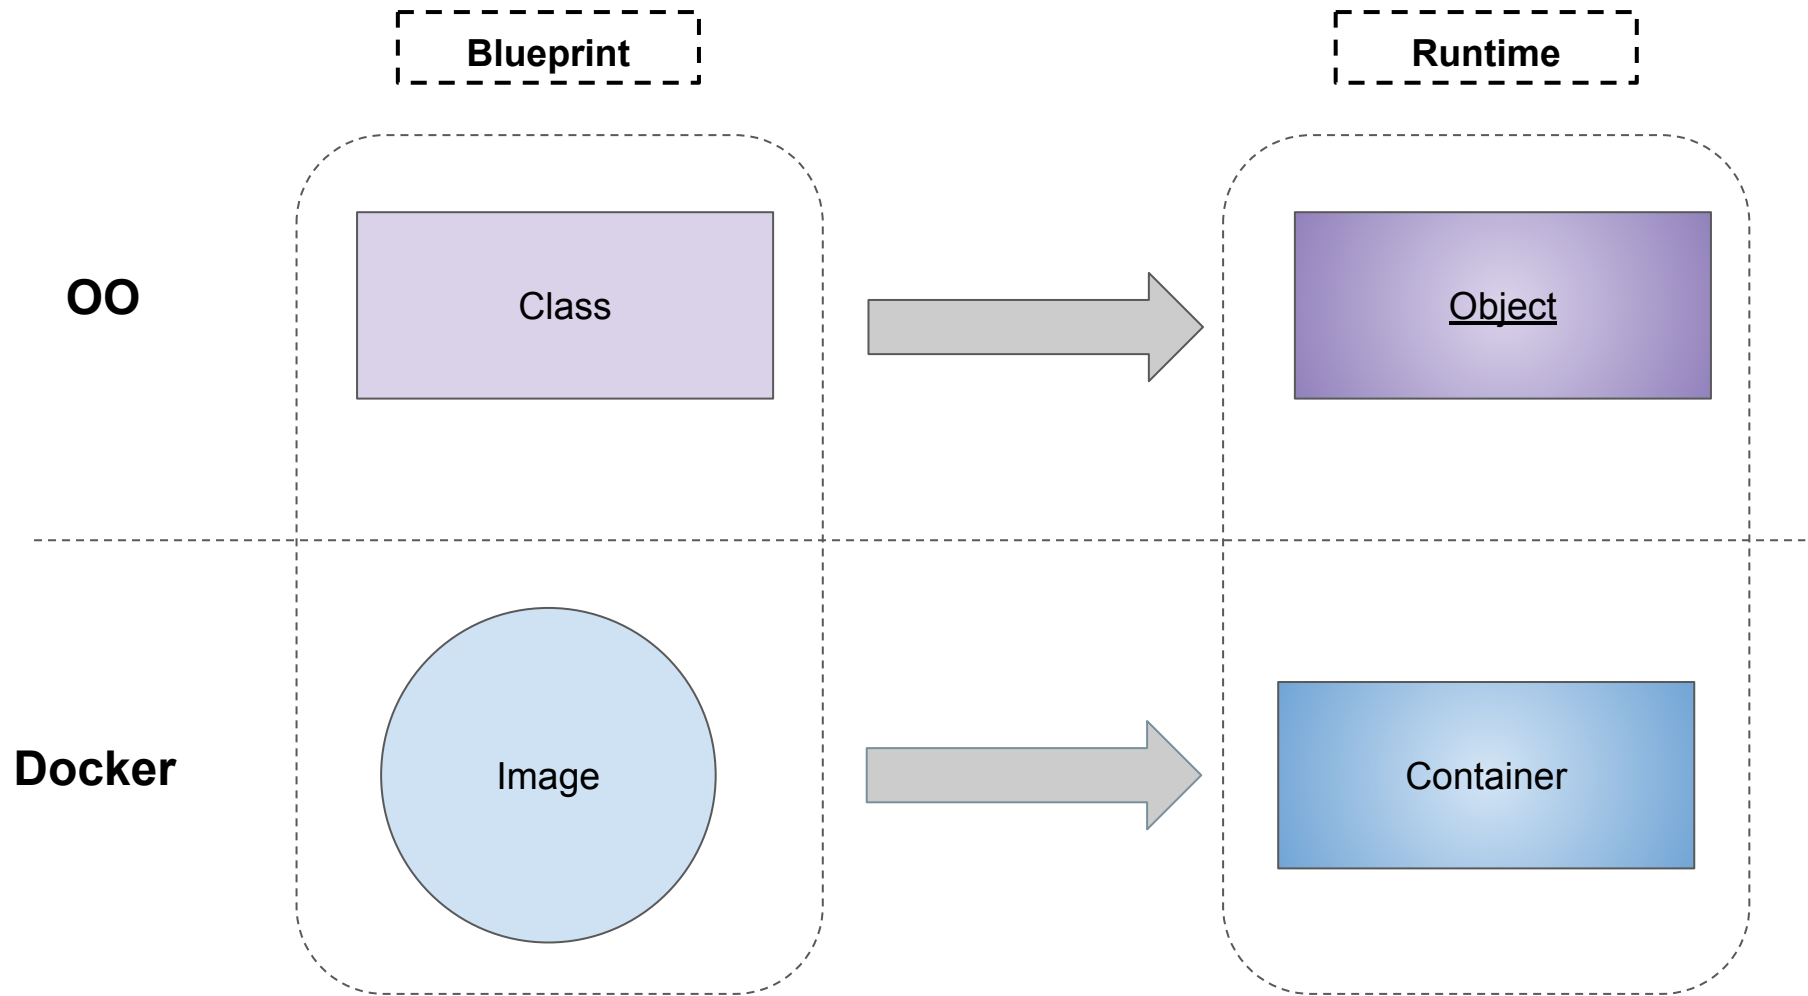 Blueprint
Runtime
OO
Class
Object
Docker
Image
Container